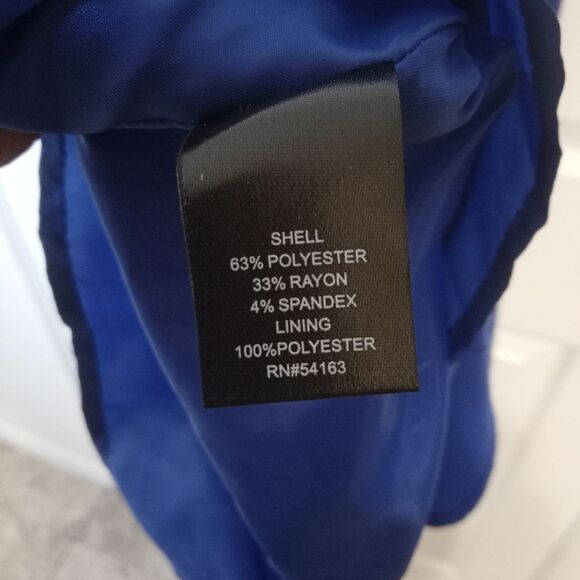 SHELL
63% POLYESTER
33% RAYON
4% SPANDEX
LINING
100%POLYESTER
RN#54163